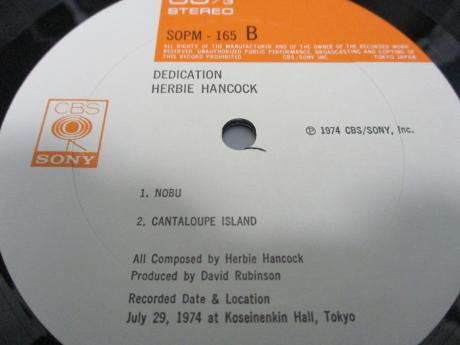 STEREO
SOPM - 165 B
ALL RIGHTS OF THE MANUFACTURER AND OF THE OWNER OF THE RECORDED WORK
RESERVED UNAUTHORIZED PUBLIC PERFORMANCE, BROADCASTING AND COPYING OF
THIS RECORD PROHIBITED CBS/SONY, INC. TOKYO JAPAN
DEDICATION
HERBIE HANCOCK
CBS
SONY
Ⓟ 1974 CBS/SONY, Inc.
1. NOBU
2. CANTALOUPE ISLAND
All Composed by Herbie Hancock
Produced by David Rubinson
Recorded Date & Location
July 29, 1974 at Koseinenkin Hall, Tokyo